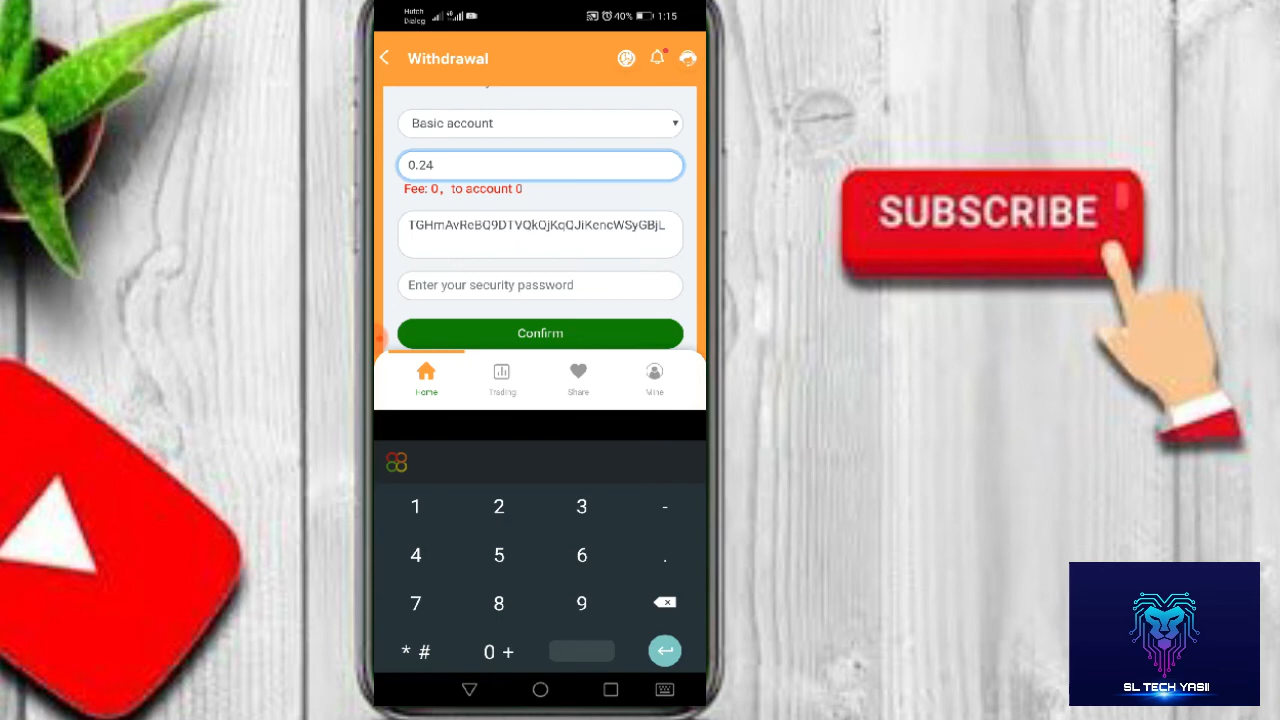 Hutch
Dialog
40% 1:15
Withdrawal
Basic account
0.24
Fee: 0, to account 0
TGHmAvReBQ9DTVQkQjKqQJiKencWSyGBjL
Enter your security password
Confirm
Home Trading Share Mine
1 2 3 -
4 5 6 .
7 8 9
* # 0 +
SUBSCRIBE
SL TECH YASII